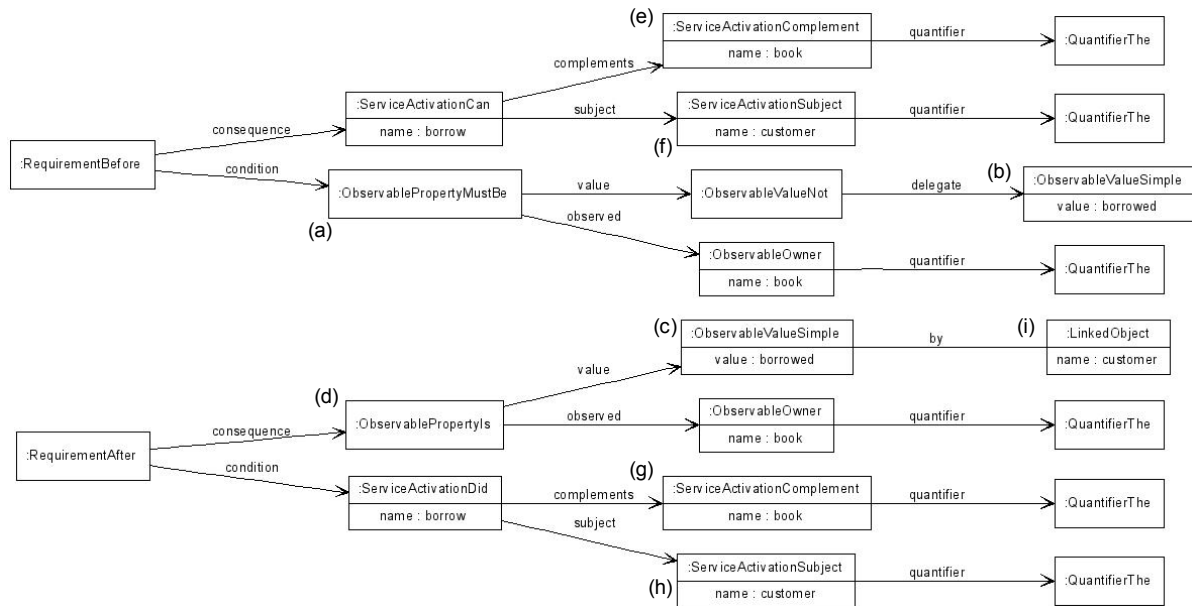 (e)
:ServiceActivationComplement
name : book
quantifier
:QuantifierThe
complements
:ServiceActivationCan
name : borrow
subject
:ServiceActivationSubject
name : customer
quantifier
:QuantifierThe
(f)
consequence
:RequirementBefore
condition
:ObservablePropertyMustBe
(a)
value
:ObservableValueNot
delegate
(b)
:ObservableValueSimple
value : borrowed
observed
:ObservableOwner
name : book
quantifier
:QuantifierThe
(c)
:ObservableValueSimple
value : borrowed
by
(i)
:LinkedObject
name : customer
value
(d)
:ObservablePropertyIs
observed
:ObservableOwner
name : book
quantifier
:QuantifierThe
consequence
:RequirementAfter
condition
:ServiceActivationDid
name : borrow
complements
(g)
:ServiceActivationComplement
name : book
quantifier
:QuantifierThe
subject
(h)
:ServiceActivationSubject
name : customer
quantifier
:QuantifierThe